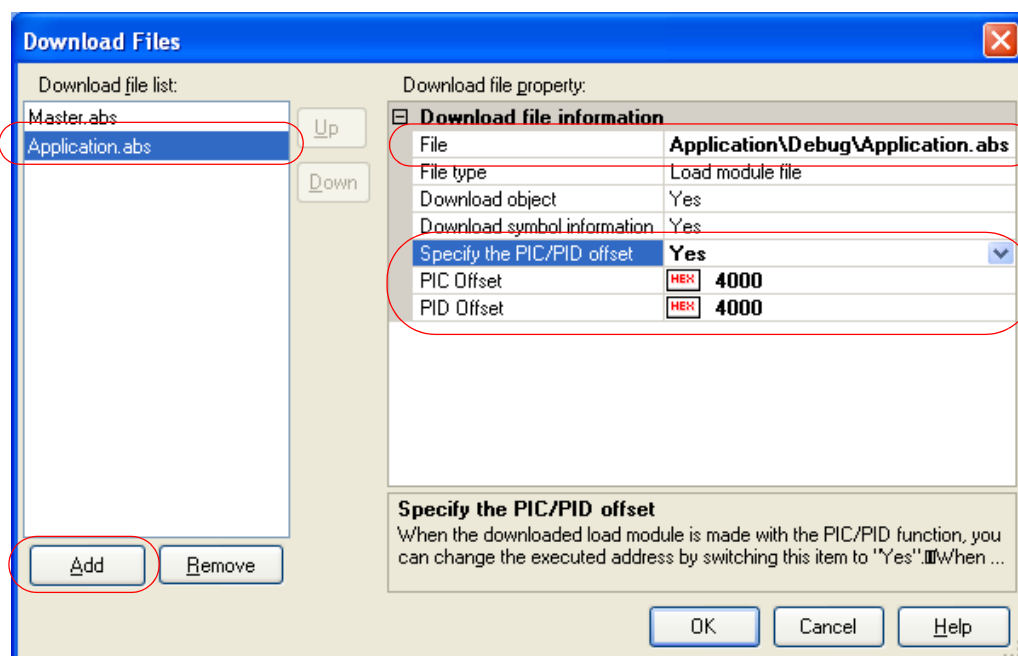 Download Files
Download file list:
Master.abs
Application.abs
Up
Down
Add
Remove
Download file property:
Download file information
File Application\Debug\Application.abs
File type Load module file
Download object Yes
Download symbol information Yes
Specify the PIC/PID offset Yes
PIC Offset HEX 4000
PID Offset HEX 4000
Specify the PIC/PID offset
When the downloaded load module is made with the PIC/PID function, you
can change the executed address by switching this item to "Yes".When ...
OK
Cancel
Help